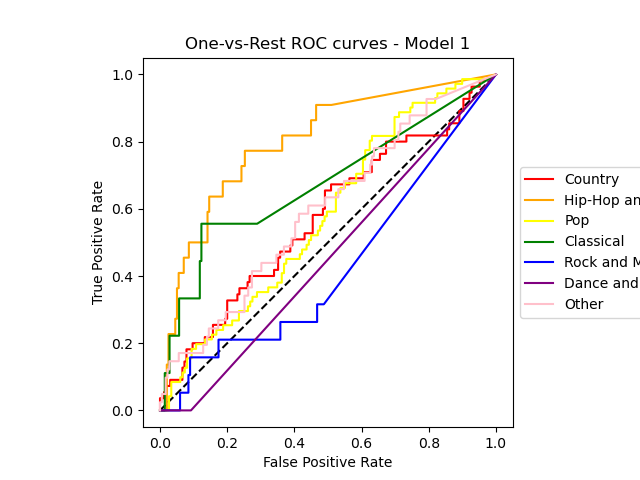 One-vs-Rest ROC curves - Model 1
True Positive Rate
1.0
0.8
0.6
0.4
0.2
0.0
0.0 0.2 0.4 0.6 0.8 1.0
False Positive Rate
Country
Hip-Hop an
Pop
Classical
Rock and M
Dance and
Other